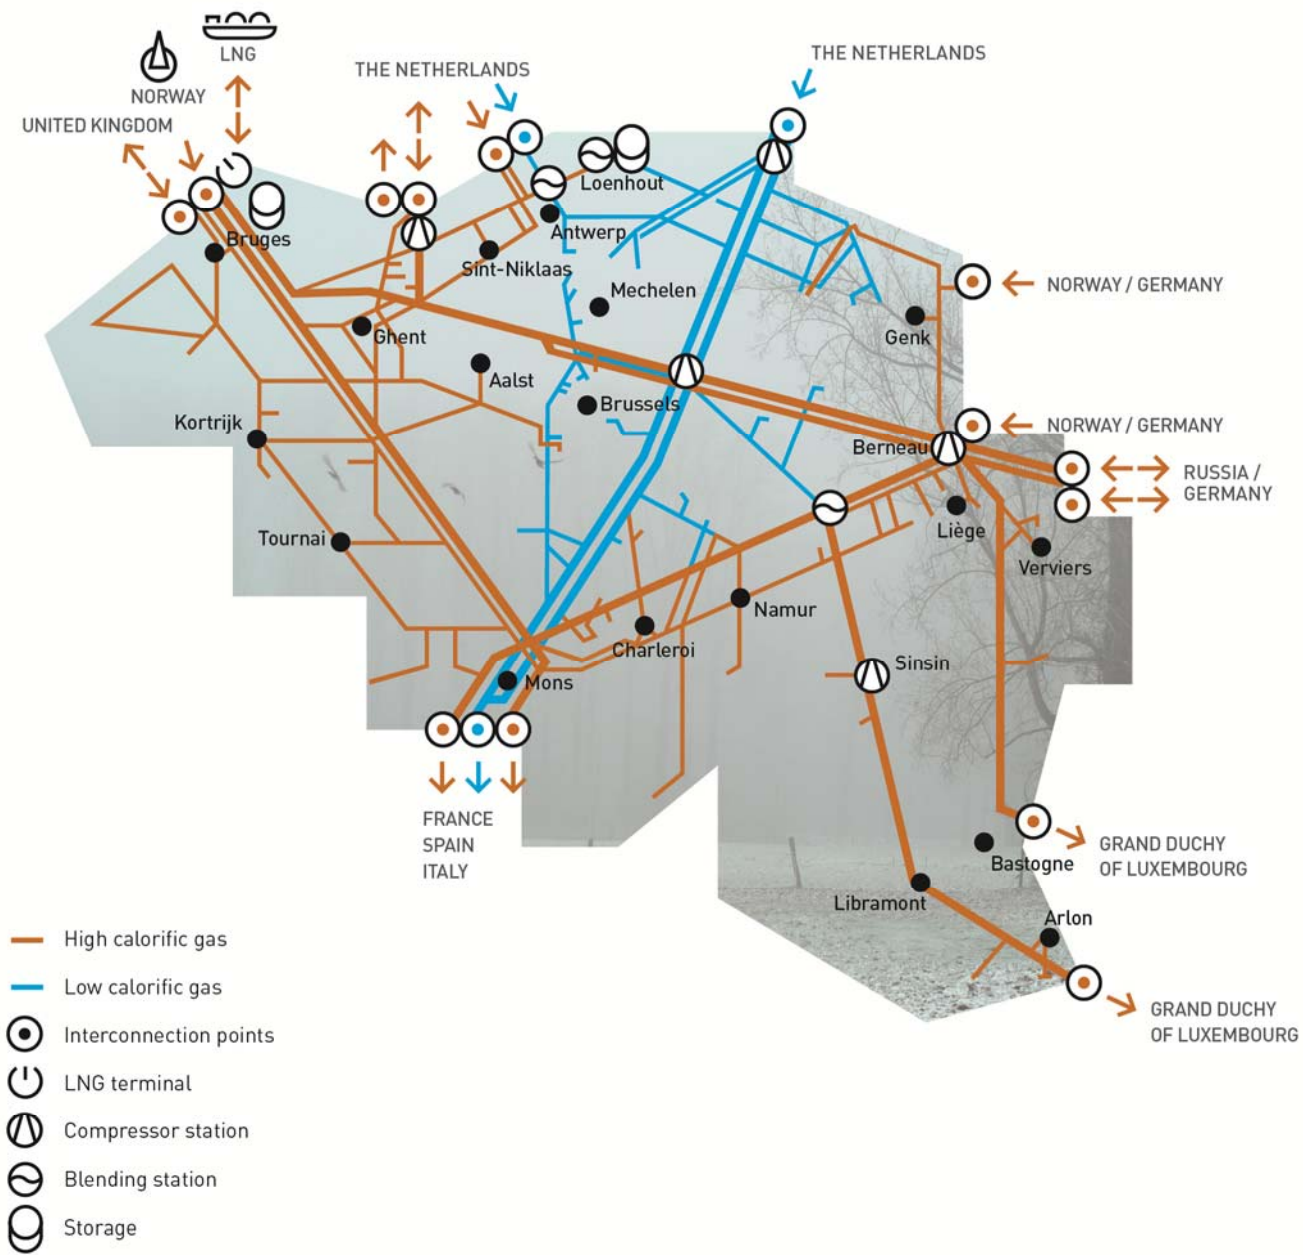 LNG
NORWAY
UNITED KINGDOM
THE NETHERLANDS
THE NETHERLANDS
Loenhout
Bruges
Antwerp
Sint-Niklaas
Mechelen
NORWAY / GERMANY
Ghent
Genk
Aalst
Brussels
Kortrijk
NORWAY / GERMANY
Berneau
RUSSIA /
GERMANY
Liège
Tournai
Verviers
Namur
Charleroi
Sinsin
Mons
FRANCE
SPAIN
ITALY
GRAND DUCHY
OF LUXEMBOURG
Bastogne
Libramont
Arlon
GRAND DUCHY
OF LUXEMBOURG
High calorific gas
Low calorific gas
Interconnection points
LNG terminal
Compressor station
Blending station
Storage